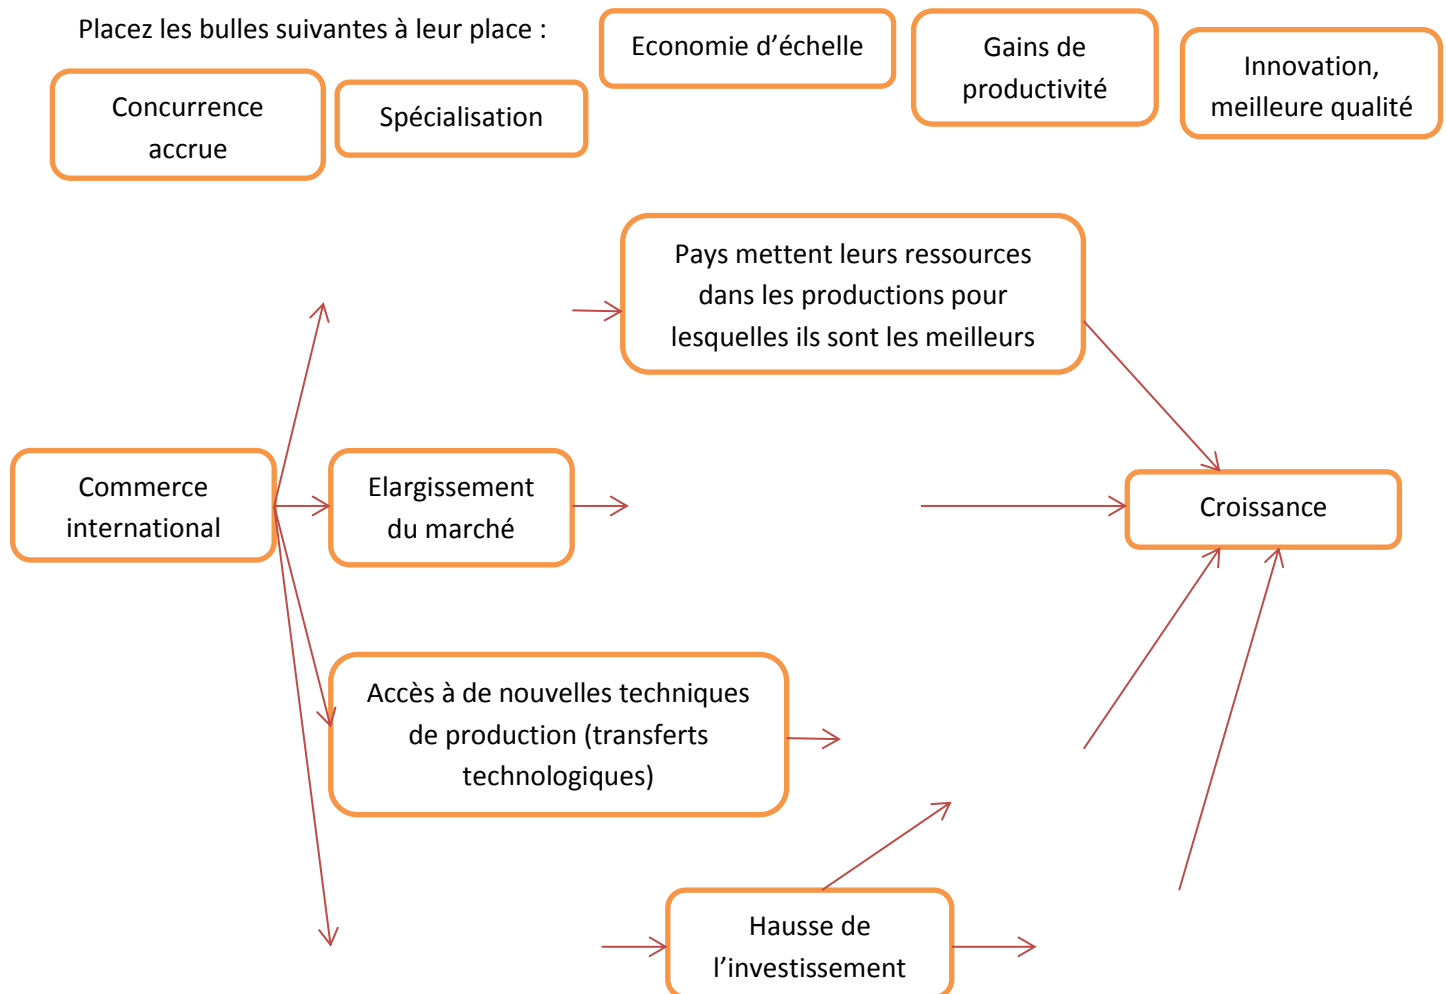 Placez les bulles suivantes à leur place :
Economie d’échelle
Gains de
productivité
Innovation,
meilleure qualité
Concurrence
accrue
Spécialisation
Pays mettent leurs ressources
dans les productions pour
lesquelles ils sont les meilleurs
Commerce
international
Elargissement
du marché
Croissance
Accès à de nouvelles techniques
de production (transferts
technologiques)
Hausse de
l’investissement